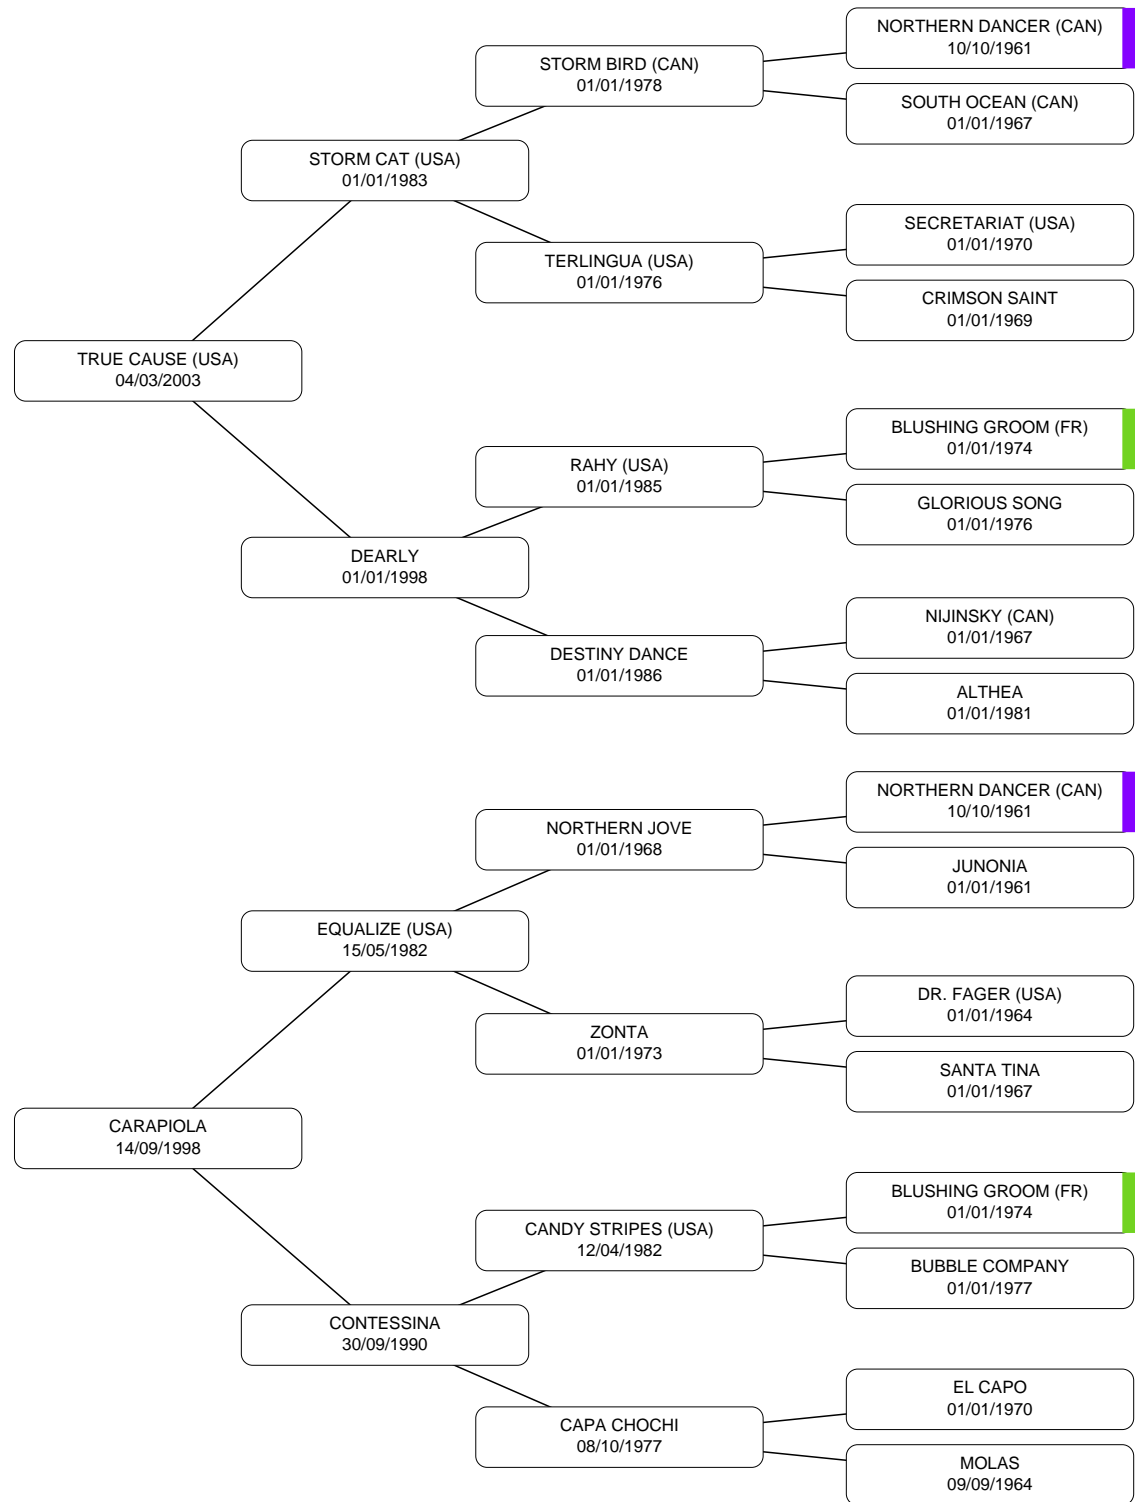 NORTHERN DANCER (CAN)
10/10/1961
STORM BIRD (CAN)
01/01/1978
SOUTH OCEAN (CAN)
01/01/1967
STORM CAT (USA)
01/01/1983
SECRETARIAT (USA)
01/01/1970
TERLINGUA (USA)
01/01/1976
CRIMSON SAINT
01/01/1969
TRUE CAUSE (USA)
04/03/2003
BLUSHING GROOM (FR)
01/01/1974
RAHY (USA)
01/01/1985
GLORIOUS SONG
01/01/1976
DEARLY
01/01/1998
NIJINSKY (CAN)
01/01/1967
DESTINY DANCE
01/01/1986
ALTHEA
01/01/1981
NORTHERN DANCER (CAN)
10/10/1961
NORTHERN JOVE
01/01/1968
JUNONIA
01/01/1961
EQUALIZE (USA)
15/05/1982
DR. FAGER (USA)
01/01/1964
ZONTA
01/01/1973
SANTA TINA
01/01/1967
CARAPIOLA
14/09/1998
BLUSHING GROOM (FR)
01/01/1974
CANDY STRIPES (USA)
12/04/1982
BUBBLE COMPANY
01/01/1977
CONTESSINA
30/09/1990
EL CAPO
01/01/1970
CAPA CHOCHI
08/10/1977
MOLAS
09/09/1964